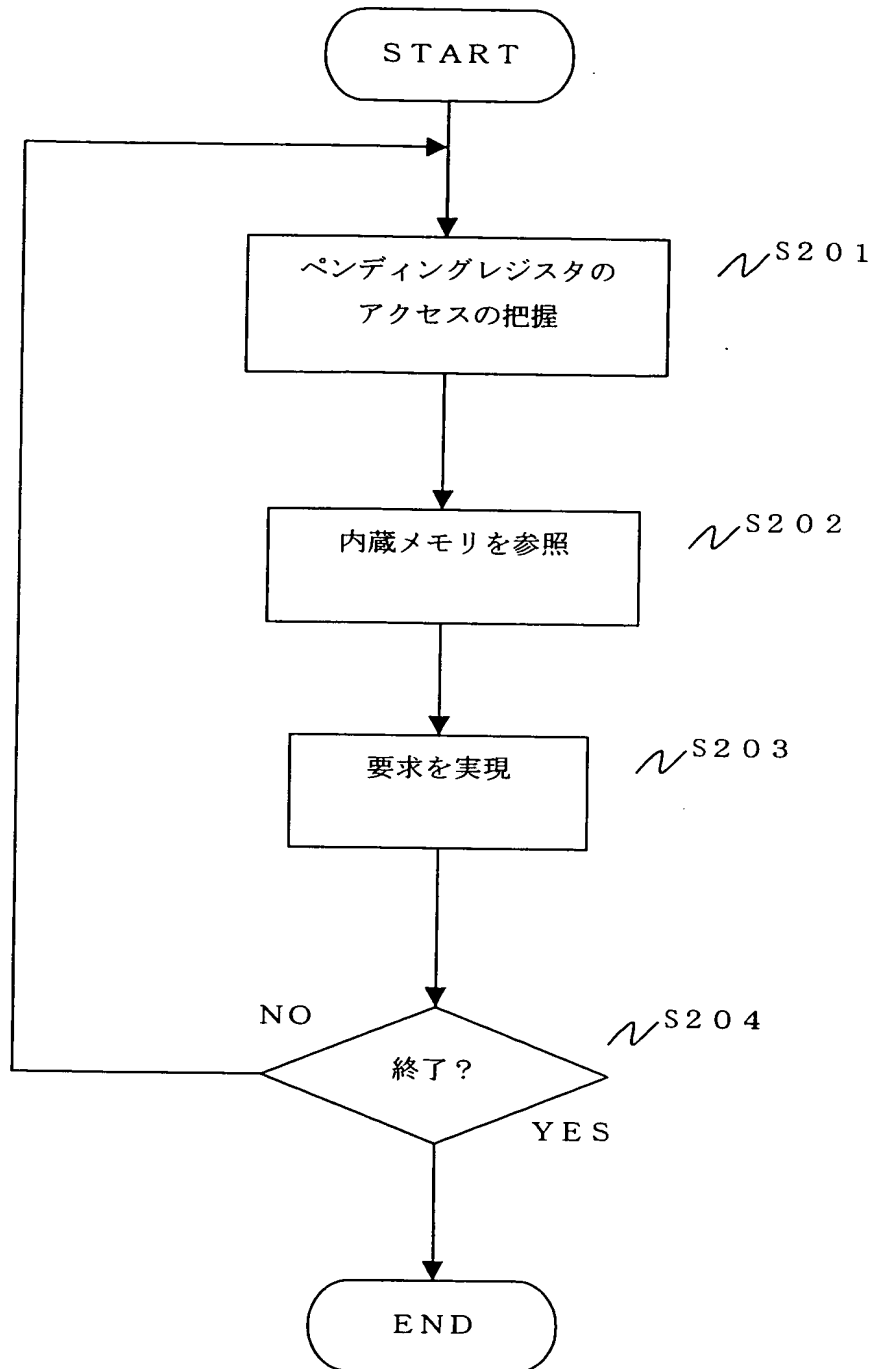 START
ペンディングレジスタの
アクセスの把握
S201
内蔵メモリを参照
S202
要求を実現
S203
NO
S204
終了?
YES
END